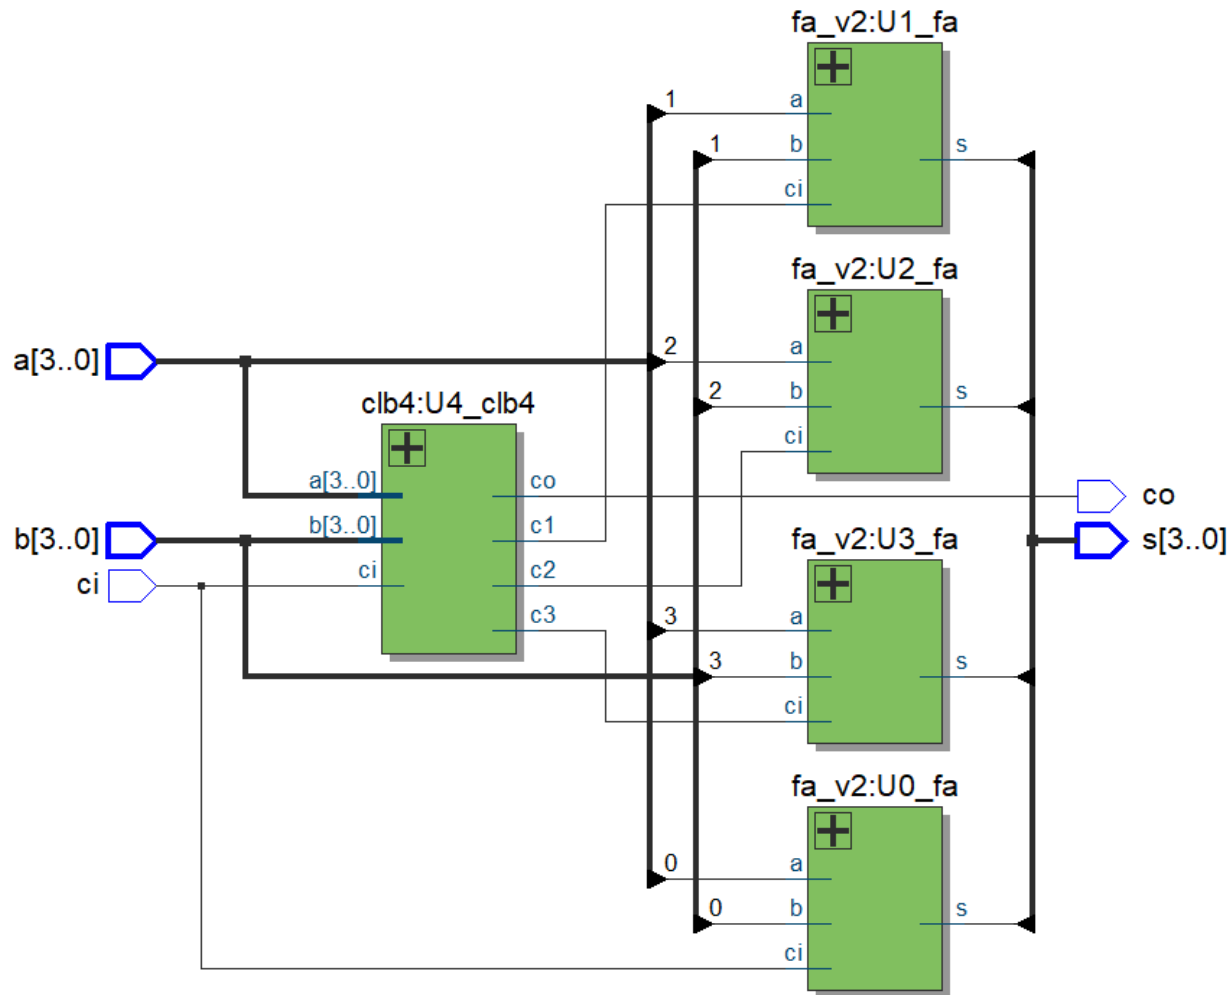 fa_v2:U1_fa
1
a
1
b
s
ci
fa_v2:U2_fa
a[3..0]
2
a
2
b
s
ci
clb4:U4_clb4
a[3..0]
co
co
b[3..0]
b[3..0]
c1
s[3..0]
ci
ci
c2
c3
fa_v2:U3_fa
3
a
3
b
s
ci
fa_v2:U0_fa
0
a
0
b
s
ci